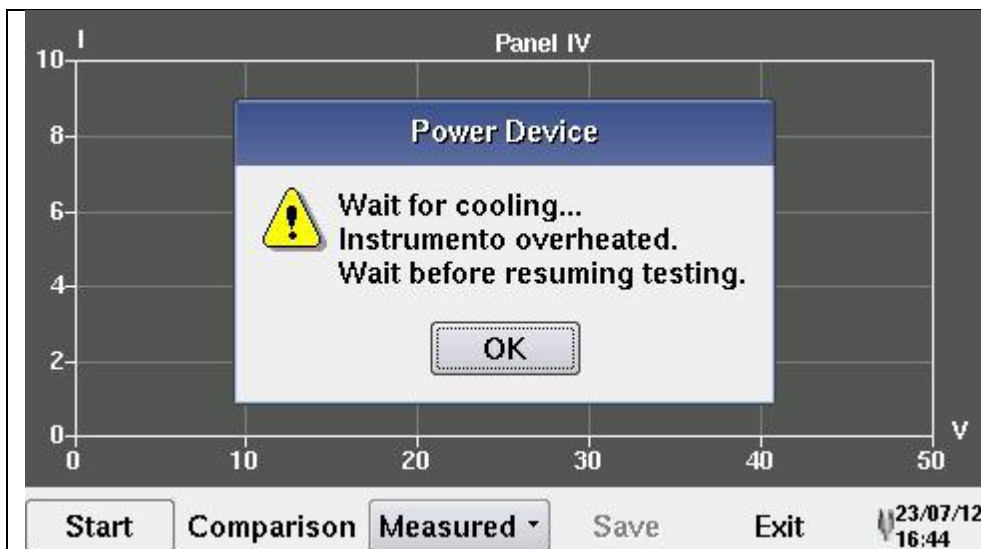 I
Panel IV
10
8
6
4
2
0
0 10 20 30 40 50
V
Power Device
Wait for cooling...
Instrumento overheated.
Wait before resuming testing.
OK
Start Comparison Measured Save Exit 23/07/12
16:44